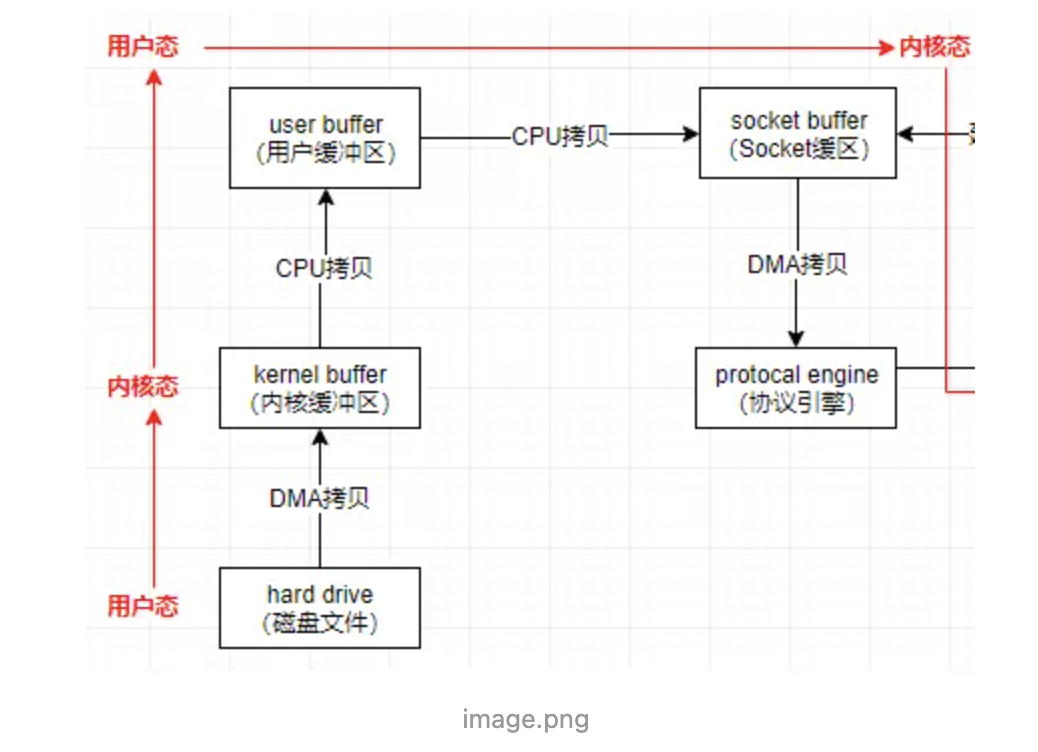 用户态
内核态
user buffer
(用户缓冲区)
CPU拷贝
socket buffer
(Socket缓区)
CPU拷贝
DMA拷贝
内核态
kernel buffer
(内核缓冲区)
protocal engine
(协议引擎)
DMA拷贝
用户态
hard drive
(磁盘文件)
image.png